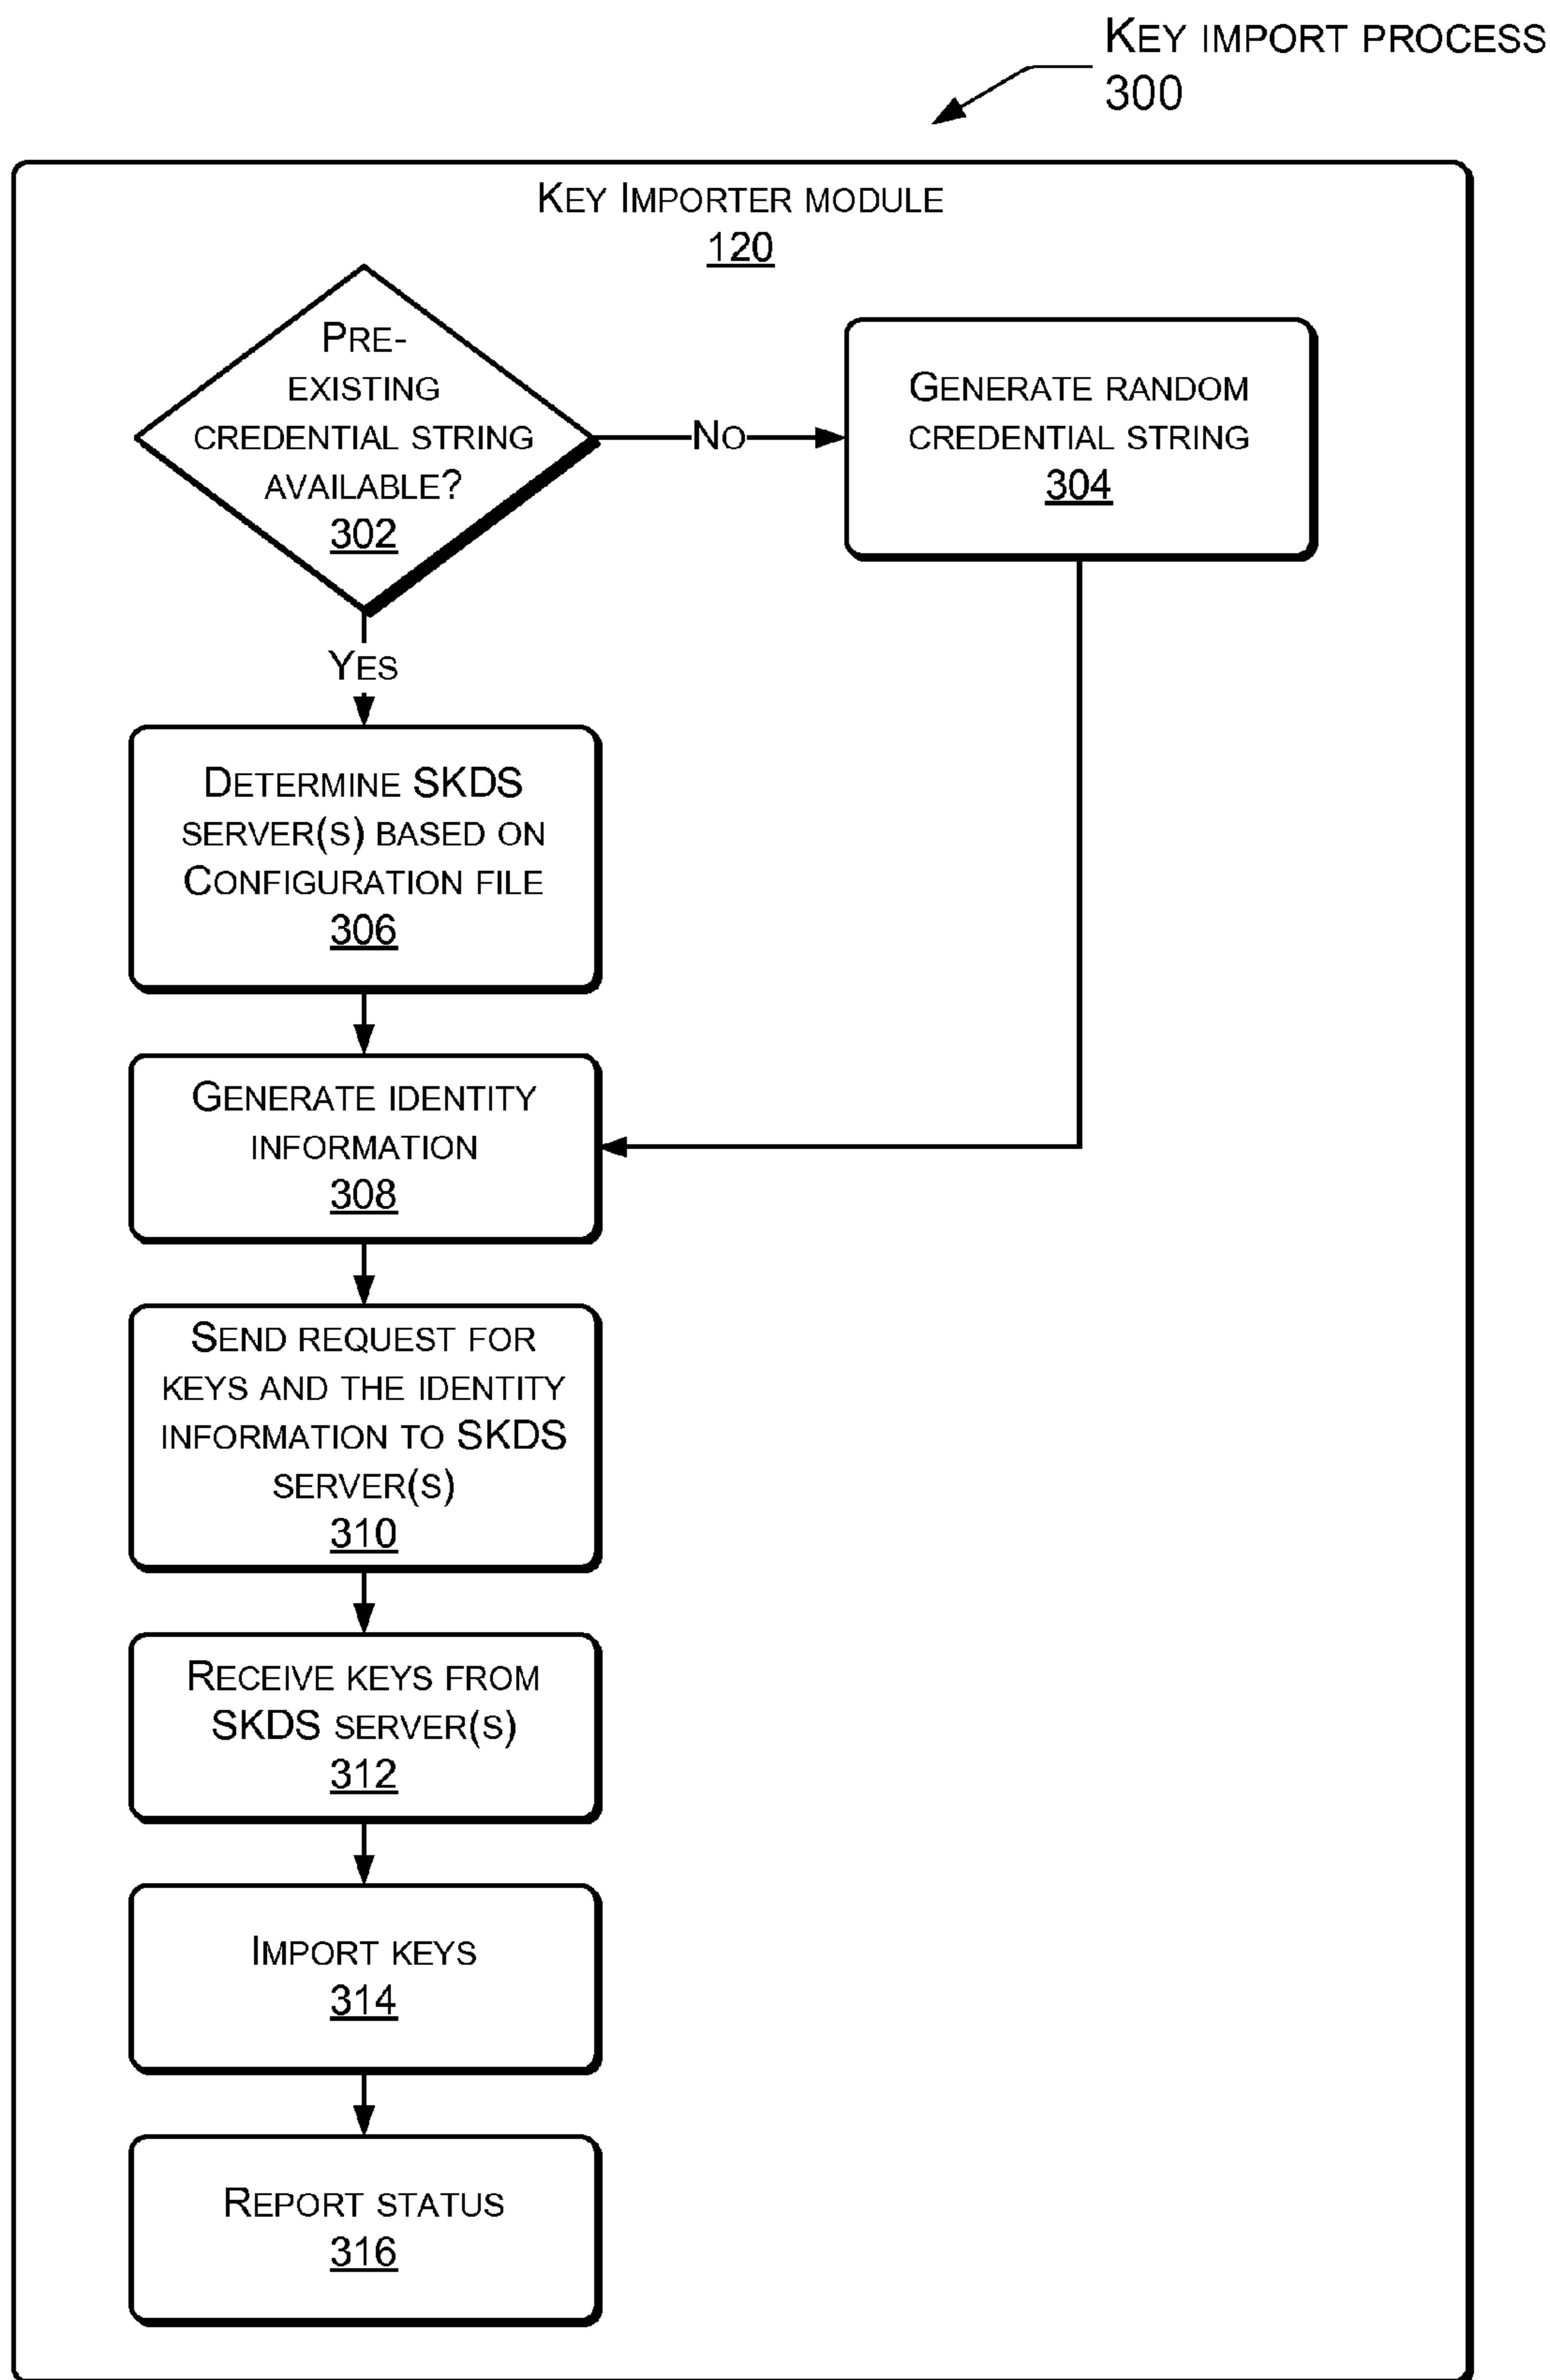 KEY IMPORT PROCESS
300
KEY IMPORTER MODULE
120
PRE-
EXISTING
CREDENTIAL STRING
AVAILABLE?
302
NO
GENERATE RANDOM
CREDENTIAL STRING
304
YES
DETERMINE SKDS
SERVER(S) BASED ON
CONFIGURATION FILE
306
GENERATE IDENTITY
INFORMATION
308
SEND REQUEST FOR
KEYS AND THE IDENTITY
INFORMATION TO SKDS
SERVER(S)
310
RECEIVE KEYS FROM
SKDS SERVER(S)
312
IMPORT KEYS
314
REPORT STATUS
316